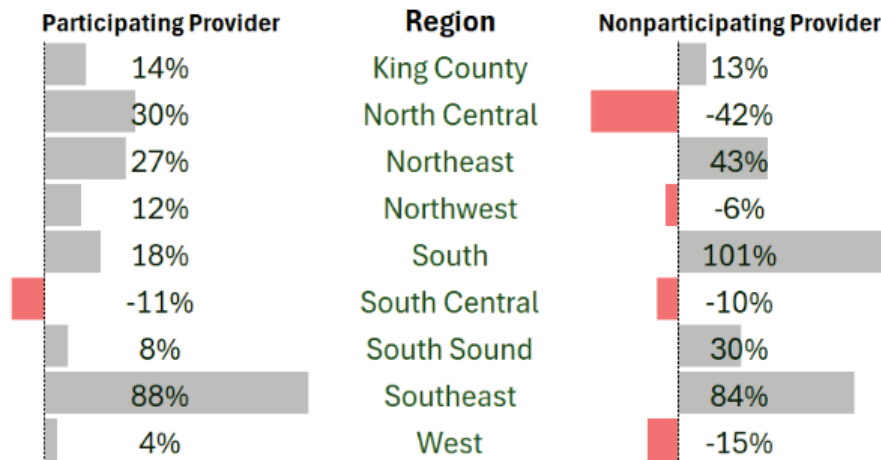 Participating Provider Region Nonparticipating Provider
14% King County 13%
30% North Central -42%
27% Northeast 43%
12% Northwest -6%
18% South 101%
-11% South Central -10%
8% South Sound 30%
88% Southeast 84%
4% West -15%